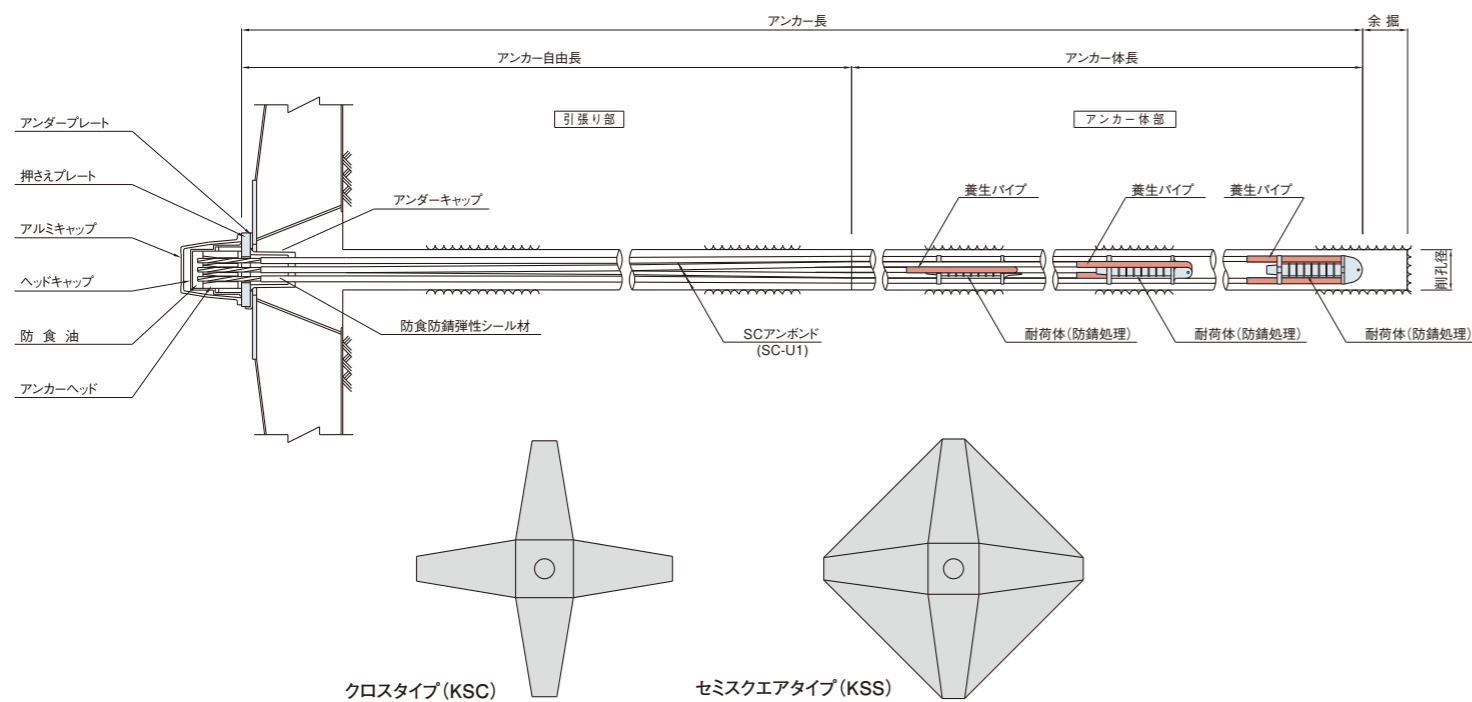 アンカー長
余 掘
アンカー自由長
アンカー体長
引張り部
アンカー体部
アンダープレート
押さえプレート
アルミキャップ
ヘッドキャップ
防 食 油
アンカーヘッド
アンダーキャップ
防食防錆弾性シール材
SCアンボンド
(SC-U1)
養生パイプ
養生パイプ
養生パイプ
耐荷体(防錆処理)
耐荷体(防錆処理)
耐荷体(防錆処理)
削孔径
クロスタイプ(KSC)
セミスクエアタイプ(KSS)